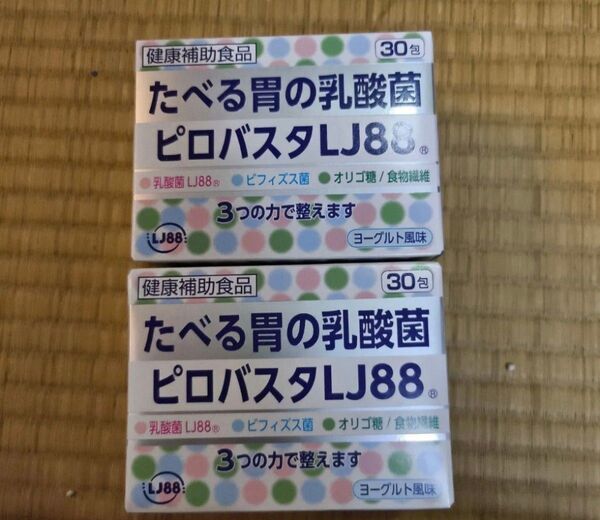 健康補助食品
30包
たべる胃の乳酸菌
ピロバスタLJ88®
乳酸菌 LJ88® ビフィズス菌 オリゴ糖/食物繊維
3つの力で整えます
LJ88
ヨーグルト風味
健康補助食品
30包
たべる胃の乳酸菌
ピロバスタLJ88®
乳酸菌 LJ88® ビフィズス菌 オリゴ糖/食物繊維
3つの力で整えます
LJ88
ヨーグルト風味